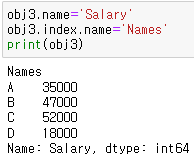 obj3.name='Salary'
obj3.index.name='Names'
print(obj3)
Names
A    35000
B    47000
C    52000
D    18000
Name: Salary, dtype: int64